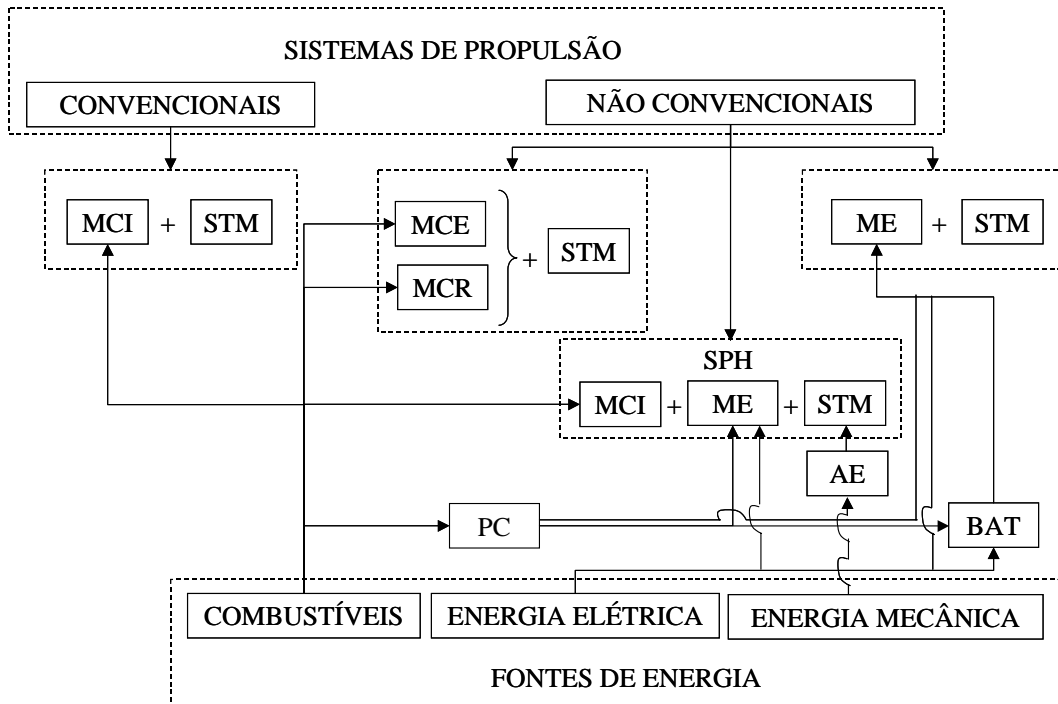 SISTEMAS DE PROPULSÃO
CONVENCIONAIS
NÃO CONVENCIONAIS
MCI + STM
MCE
MCR
+ STM
ME + STM
SPH
MCI + ME + STM
AE
PC
BAT
COMBUSTÍVEIS
ENERGIA ELÉTRICA
ENERGIA MECÂNICA
FONTES DE ENERGIA